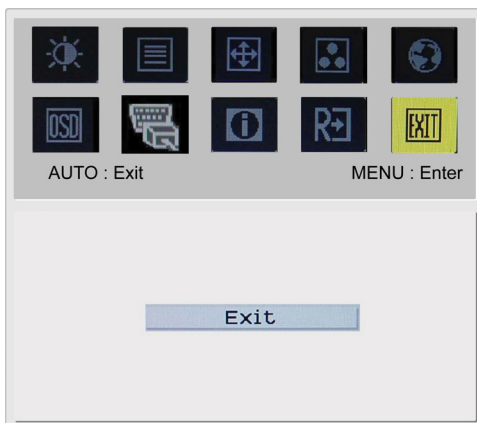 OSD
i
R
EXIT
AUTO : Exit
MENU : Enter
Exit